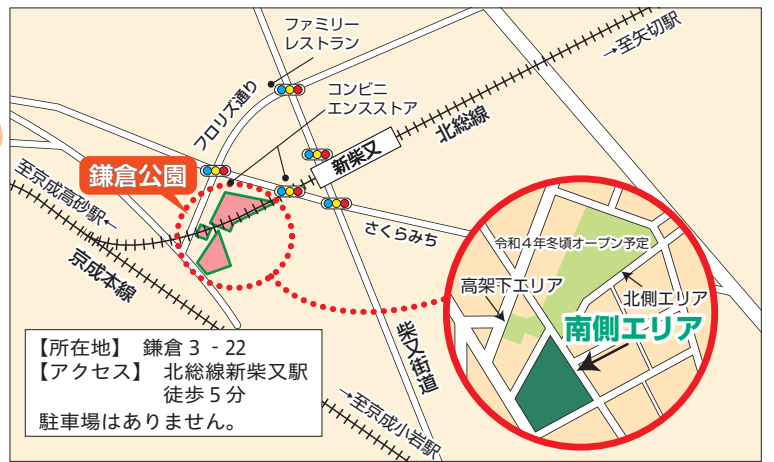 ファミリー
レストラン
→至矢切駅
コンビニ
エンスストア
フロリズ通り
北総線
新柴又
鎌倉公園
至京成高砂駅←
さくらみち
京成本線
令和4年冬頃オープン予定
高架下エリア
北側エリア
南側エリア
柴又街道
→至京成小岩駅
【所在地】 鎌倉3-22
【アクセス】 北総線新柴又駅
徒歩5分
駐車場はありません。